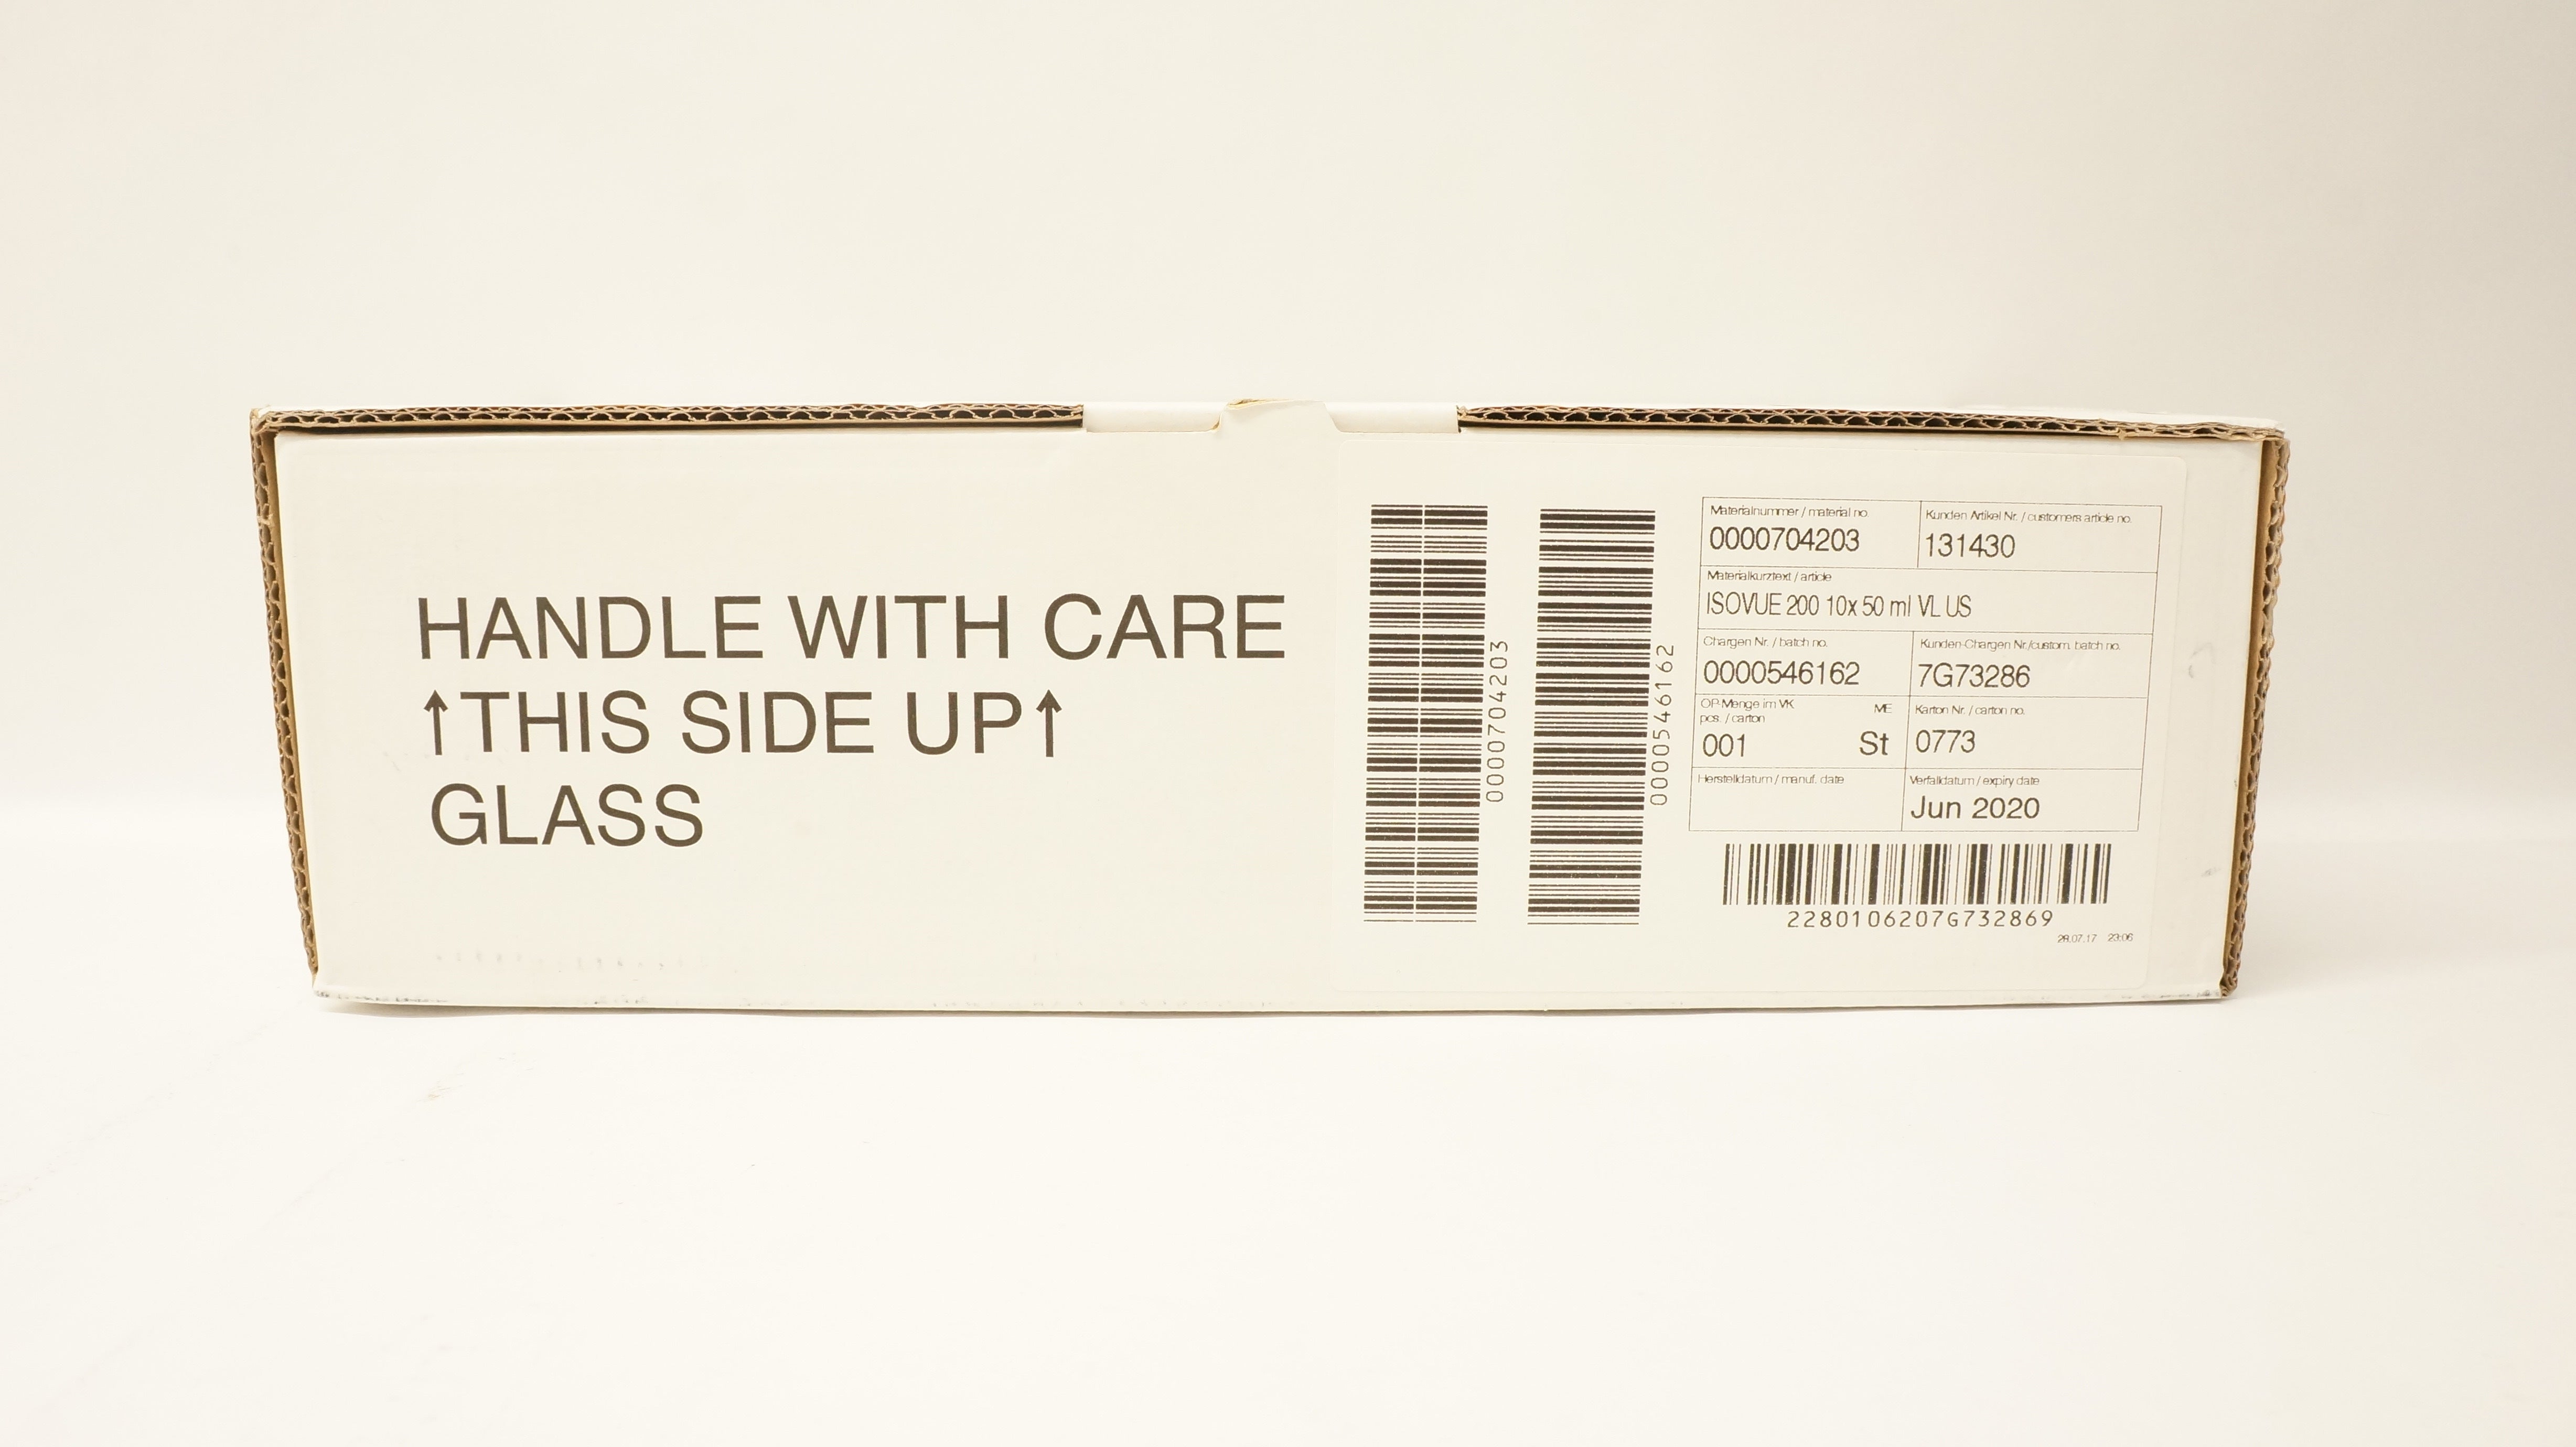 HANDLE WITH CARE
↑THIS SIDE UP↑
GLASS
0000704203
0000546162
Materialnummer / material no.
0000704203
Kunden Artikel Nr. / customers article no.
131430
Materialkurztext / article
ISOVUE 200 10x 50 ml VL US
Chargen Nr. / batch no.
0000546162
Kunden-Chargen Nr./custom. batch no.
7G73286
OP-Menge im VK ME
pcs. / carton
001 St
Karton Nr. / carton no.
0773
Herstelldatum / manuf. date
Verfalldatum / expiry date
Jun 2020
2280106207G732869
28.07.17 23:06